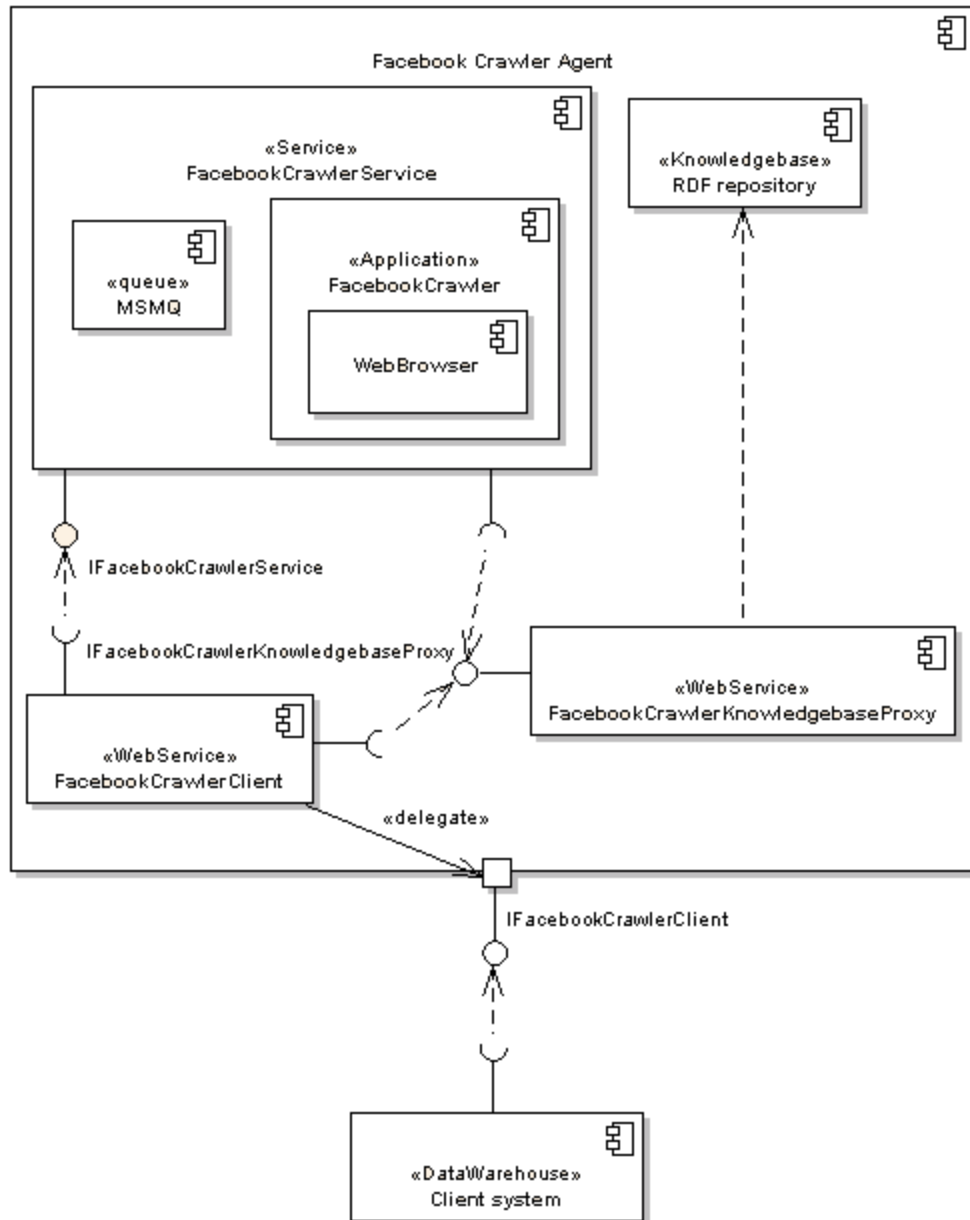 Facebook Crawler Agent
«Service»
FacebookCrawlerService
«Knowledgebase»
RDF repository
«queue»
MSMQ
«Application»
FacebookCrawler
WebBrowser
IFacebookCrawlerService
IFacebookCrawlerKnowledgebaseProxy
«WebService»
FacebookCrawlerKnowledgebaseProxy
«WebService»
FacebookCrawlerClient
«delegate»
IFacebookCrawlerClient
«DataWarehouse»
Client system